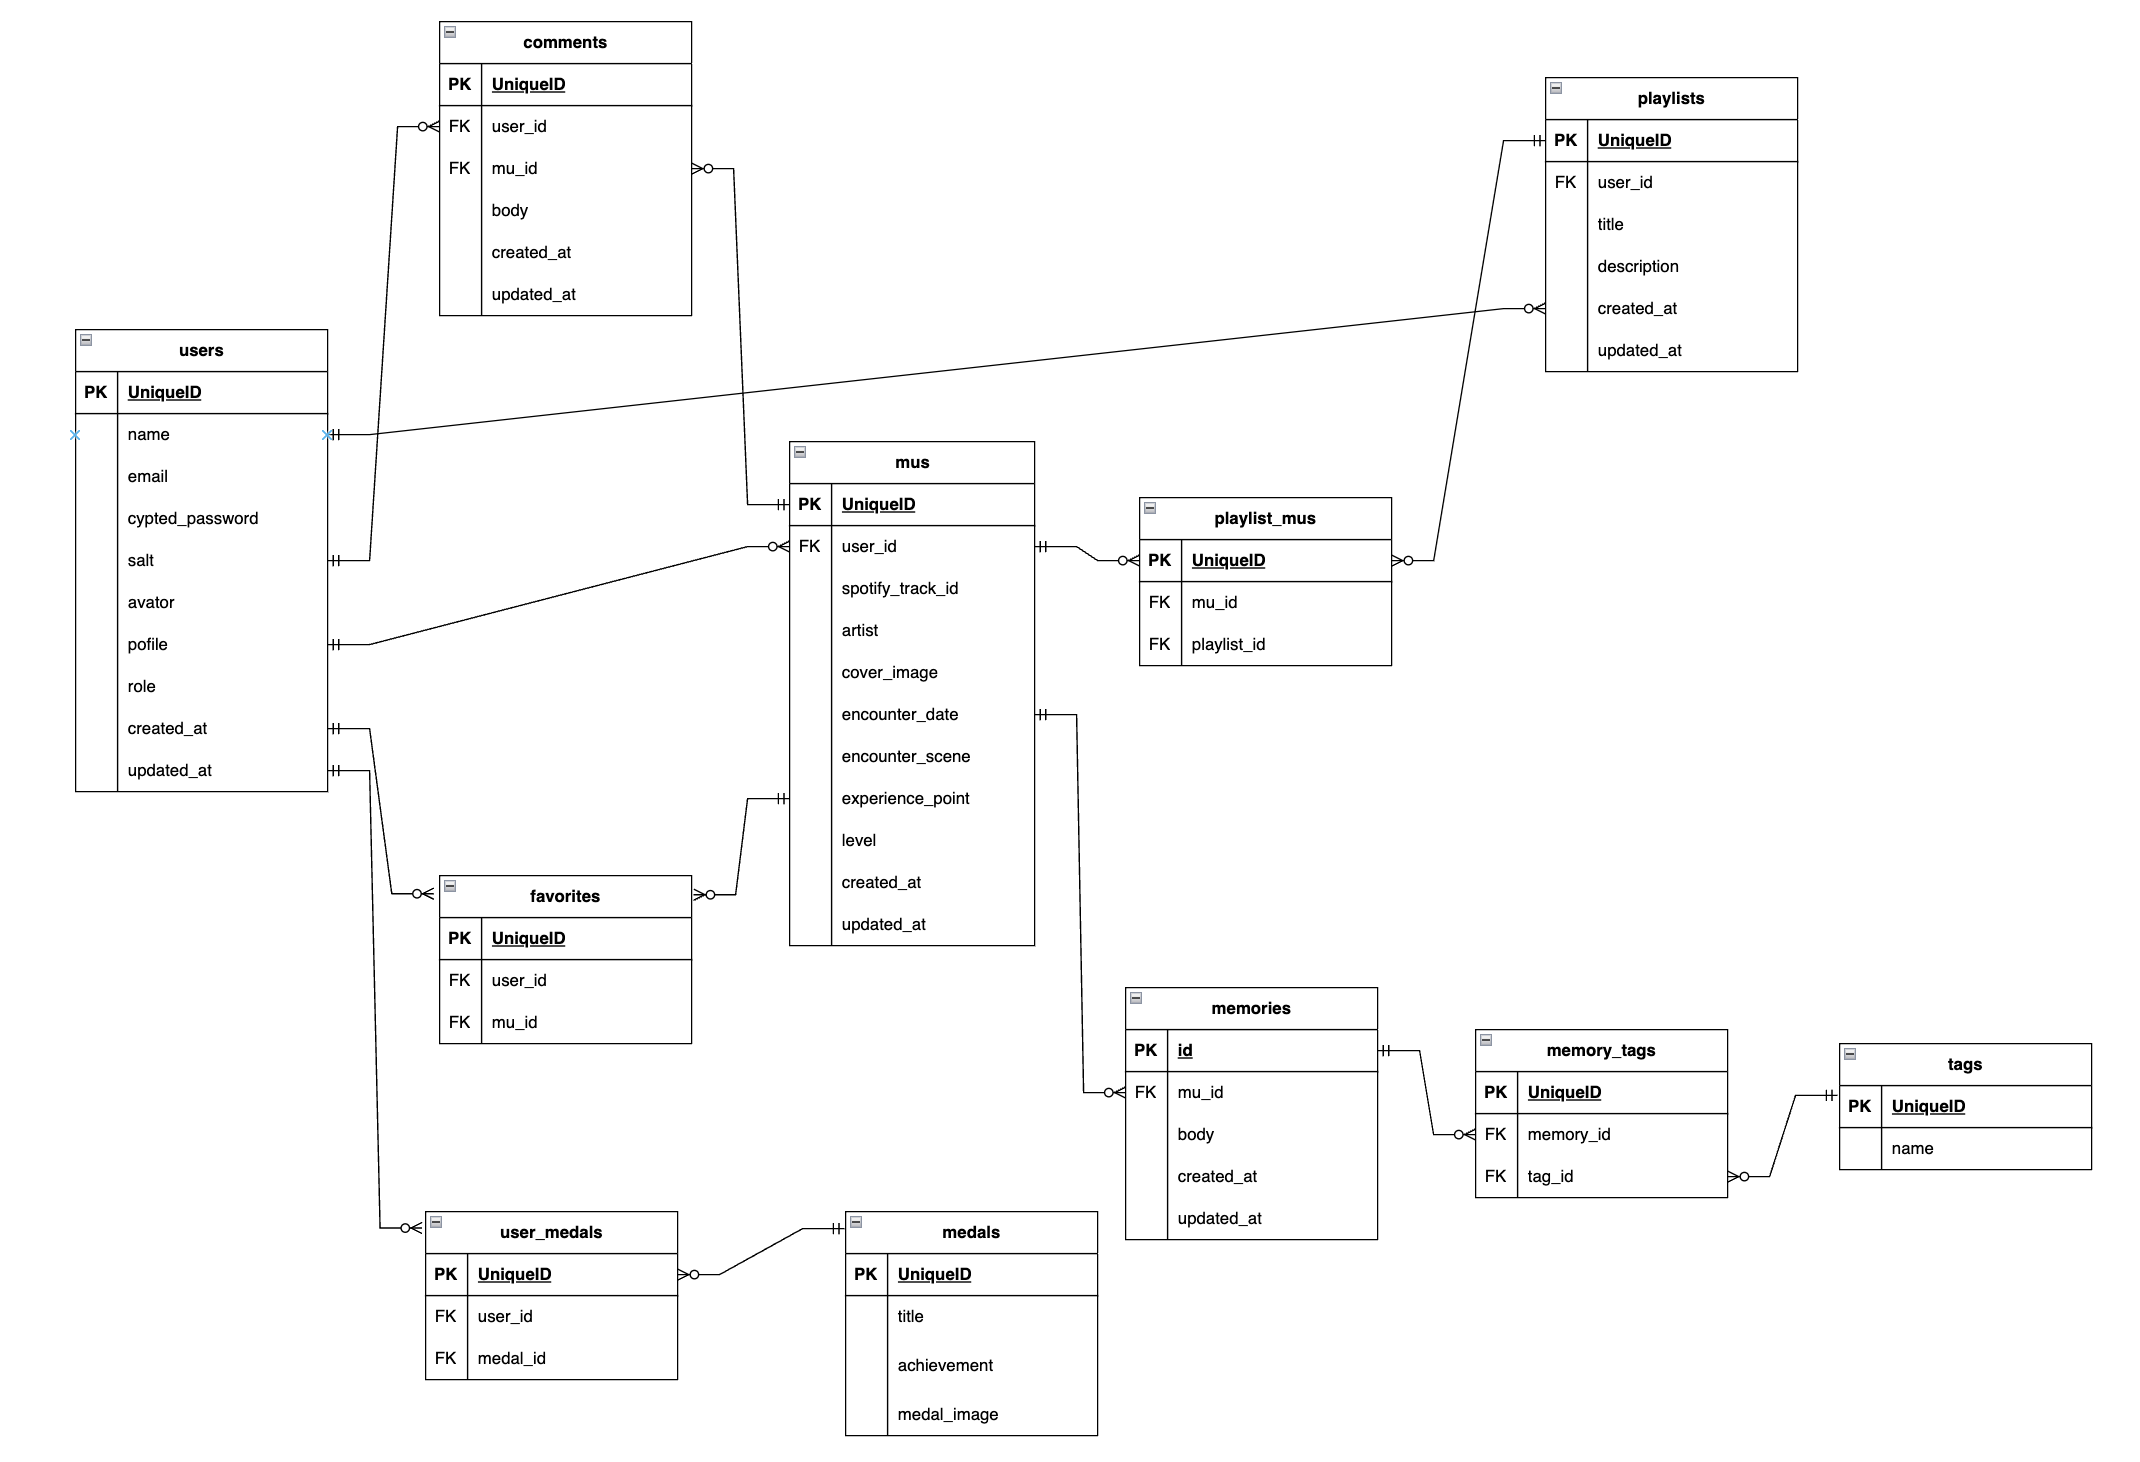 comments
PK UniqueID
FK user_id
FK mu_id
body
created_at
updated_at
playlists
PK UniqueID
FK user_id
title
description
created_at
updated_at
users
PK UniqueID
name
email
cypted_password
salt
avator
pofile
role
created_at
updated_at
mus
PK UniqueID
FK user_id
spotify_track_id
artist
cover_image
encounter_date
encounter_scene
experience_point
level
created_at
updated_at
playlist_mus
PK UniqueID
FK mu_id
FK playlist_id
favorites
PK UniqueID
FK user_id
FK mu_id
memories
PK id
FK mu_id
body
created_at
updated_at
memory_tags
PK UniqueID
FK memory_id
FK tag_id
tags
PK UniqueID
name
user_medals
PK UniqueID
FK user_id
FK medal_id
medals
PK UniqueID
title
achievement
medal_image